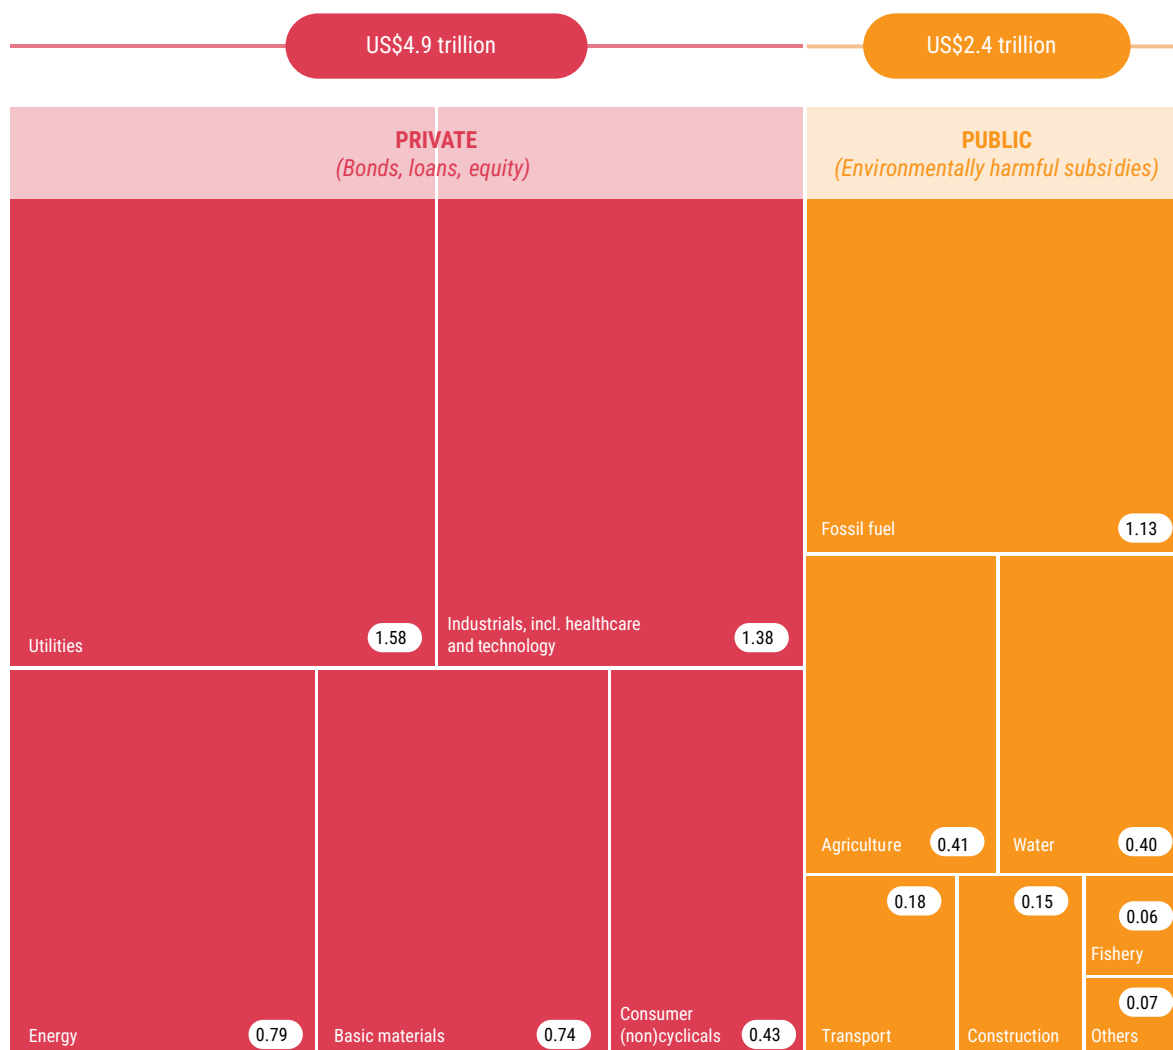 US$4.9 trillion
US$2.4 trillion
PRIVATE
(Bonds, loans, equity)
PUBLIC
(Environmentally harmful subsidies)
Utilities
1.58
Industrials, incl. healthcare
and technology
1.38
Fossil fuel
1.13
Agriculture
0.41
Water
0.40
Energy
0.79
Basic materials
0.74
Consumer
(non)cyclicals
0.43
0.18
Transport
0.15
Construction
0.06
Fishery
0.07
Others